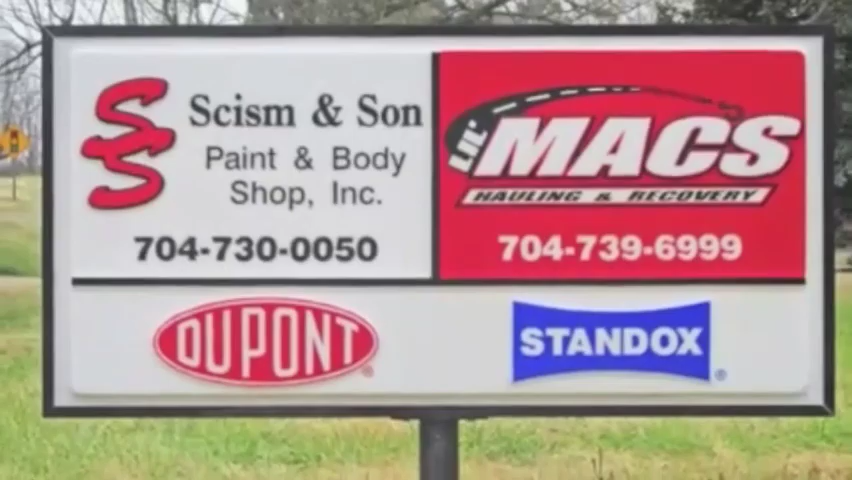 SS
Scism & Son
Paint & Body
Shop, Inc.
704-730-0050
LIL' MACS
HAULING & RECOVERY
704-739-6999
DUPONT®
STANDOX®